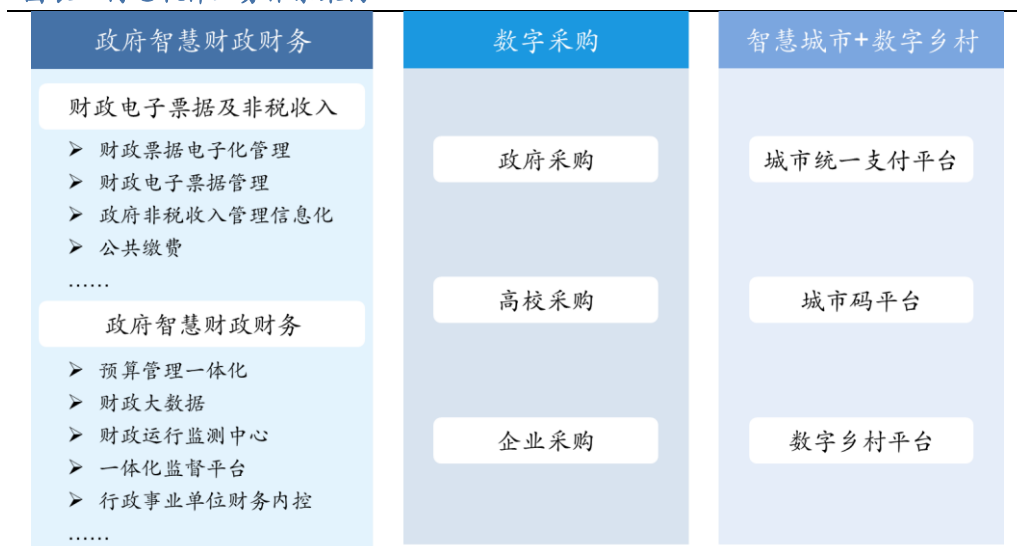 政府智慧财政财务
财政电子票据及非税收入
➢ 财政票据电子化管理
➢ 财政电子票据管理
➢ 政府非税收入管理信息化
➢ 公共缴费
……
政府智慧财政财务
➢ 预算管理一体化
➢ 财政大数据
➢ 财政运行监测中心
➢ 一体化监督平台
➢ 行政事业单位财务内控
……
数字采购
政府采购
高校采购
企业采购
智慧城市+数字乡村
城市统一支付平台
城市码平台
数字乡村平台